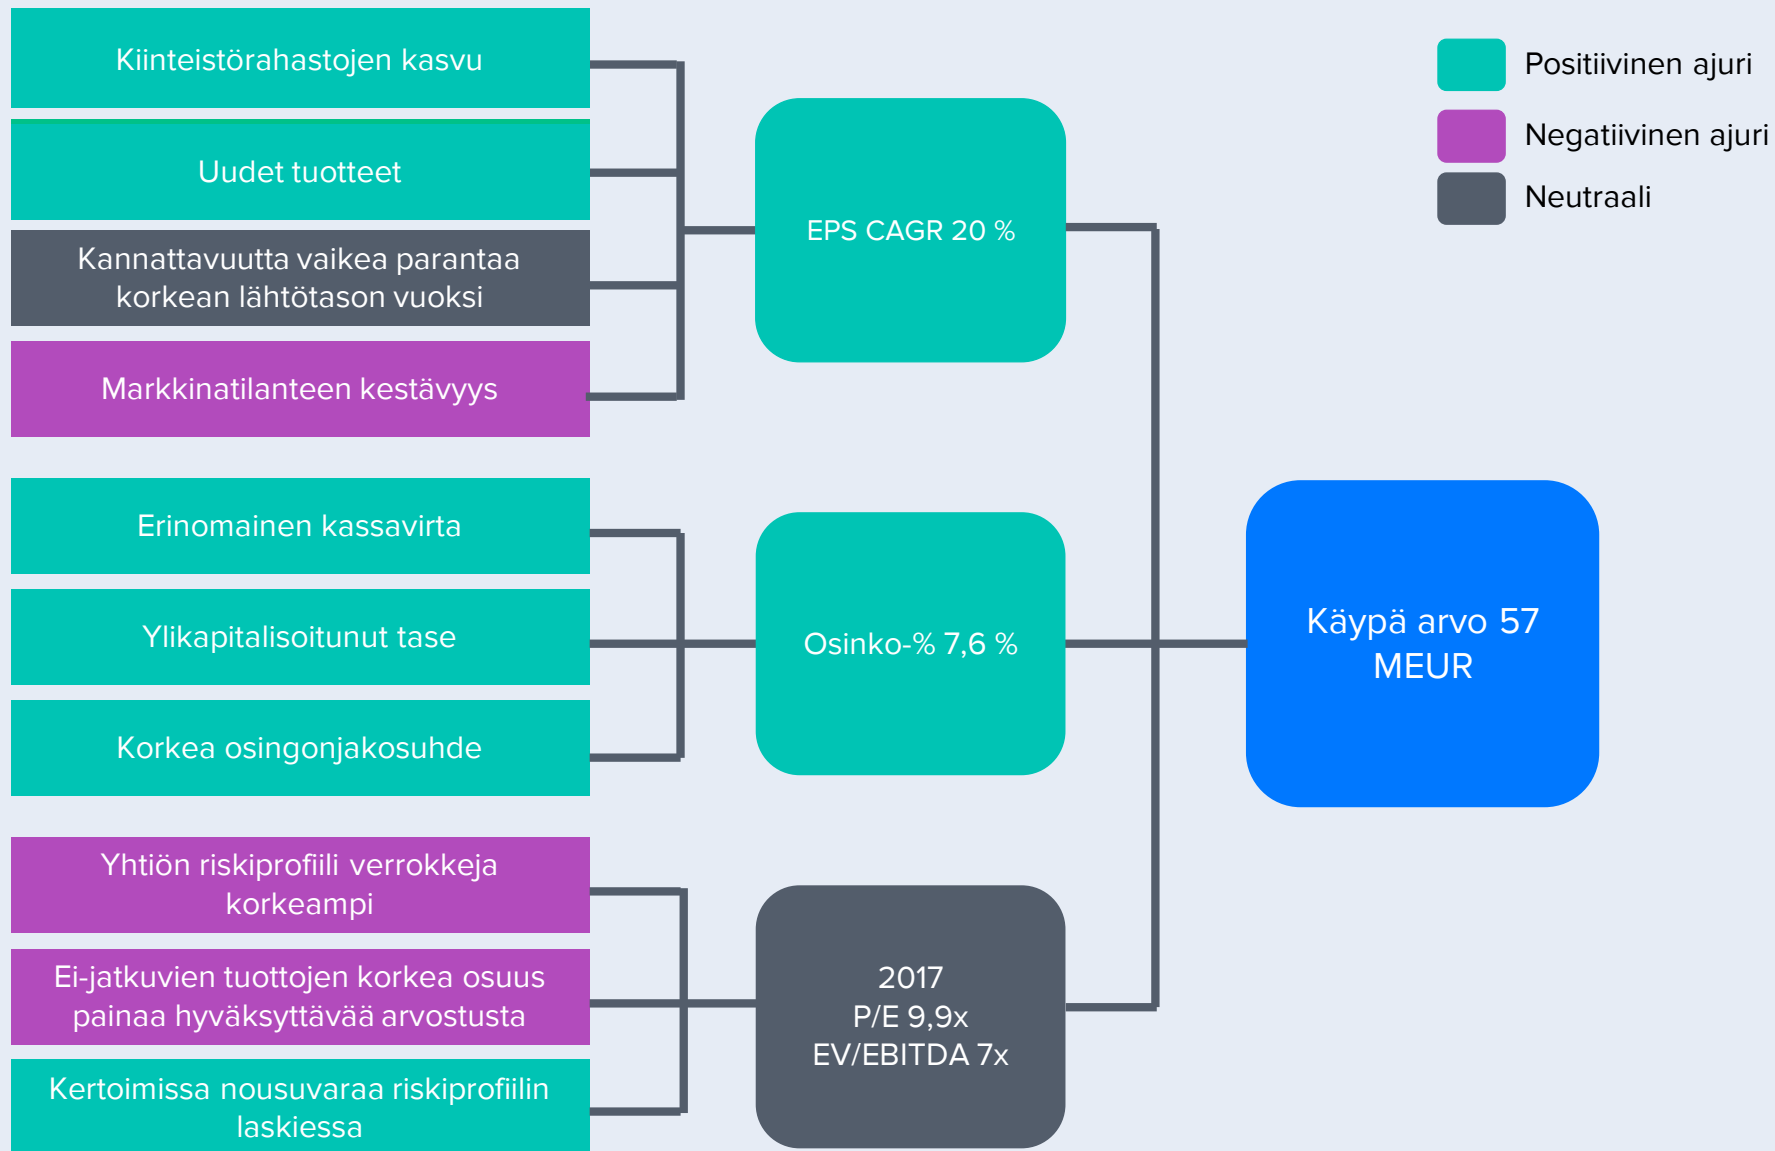 Kiinteistörahastojen kasvu
Uudet tuotteet
Kannattavuutta vaikea parantaa
korkean lähtötason vuoksi
Markkinatilanteen kestävyys
EPS CAGR 20 %
Positiivinen ajuri
Negatiivinen ajuri
Neutraali
Erinomainen kassavirta
Ylikapitalisoitunut tase
Korkea osingonjakosuhde
Osinko-% 7,6 %
Käypä arvo 57
MEUR
Yhtiön riskiprofiili verrokkeja
korkeampi
Ei-jatkuvien tuottojen korkea osuus
painaa hyväksyttävää arvostusta
Kertoimissa nousuvaraa riskiprofiilin
laskiessa
2017
P/E 9,9x
EV/EBITDA 7x